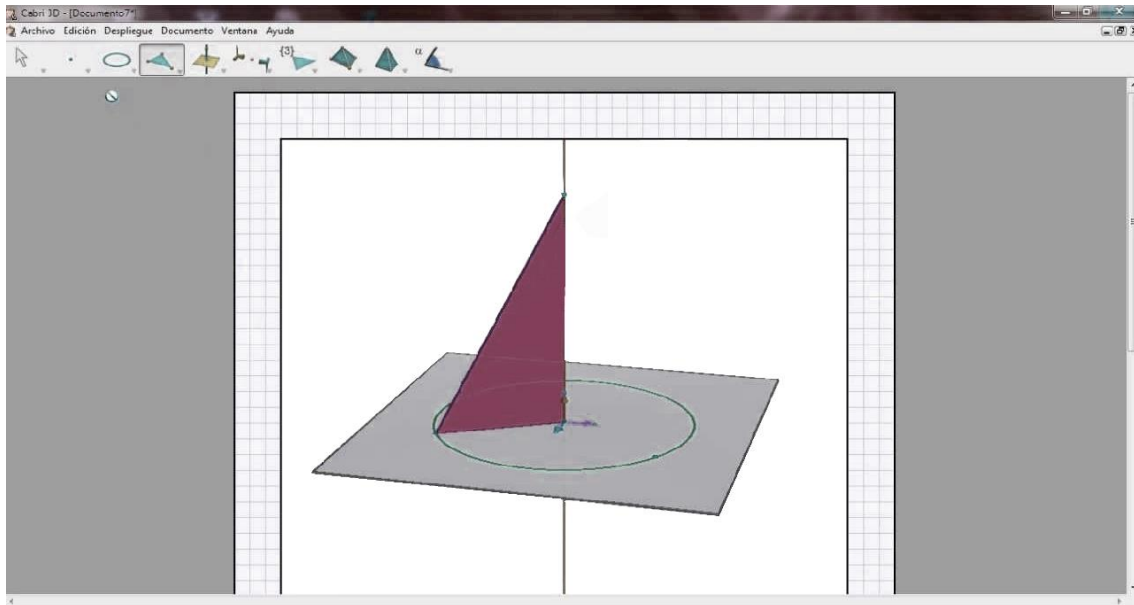 Cabri 3D - [Documento7*]
Archivo Edición Despliegue Documento Ventana Ayuda
{3}
α